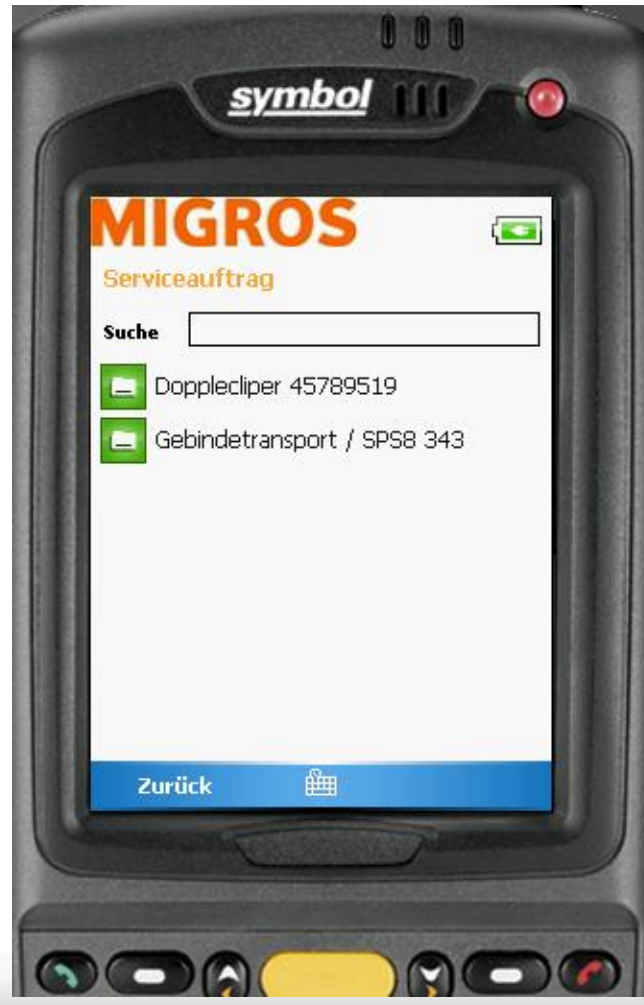 symbol
MIGROS
Serviceauftrag
Suche
Dopplecliper 45789519
Gebindetransport / SPS8 343
Zurück